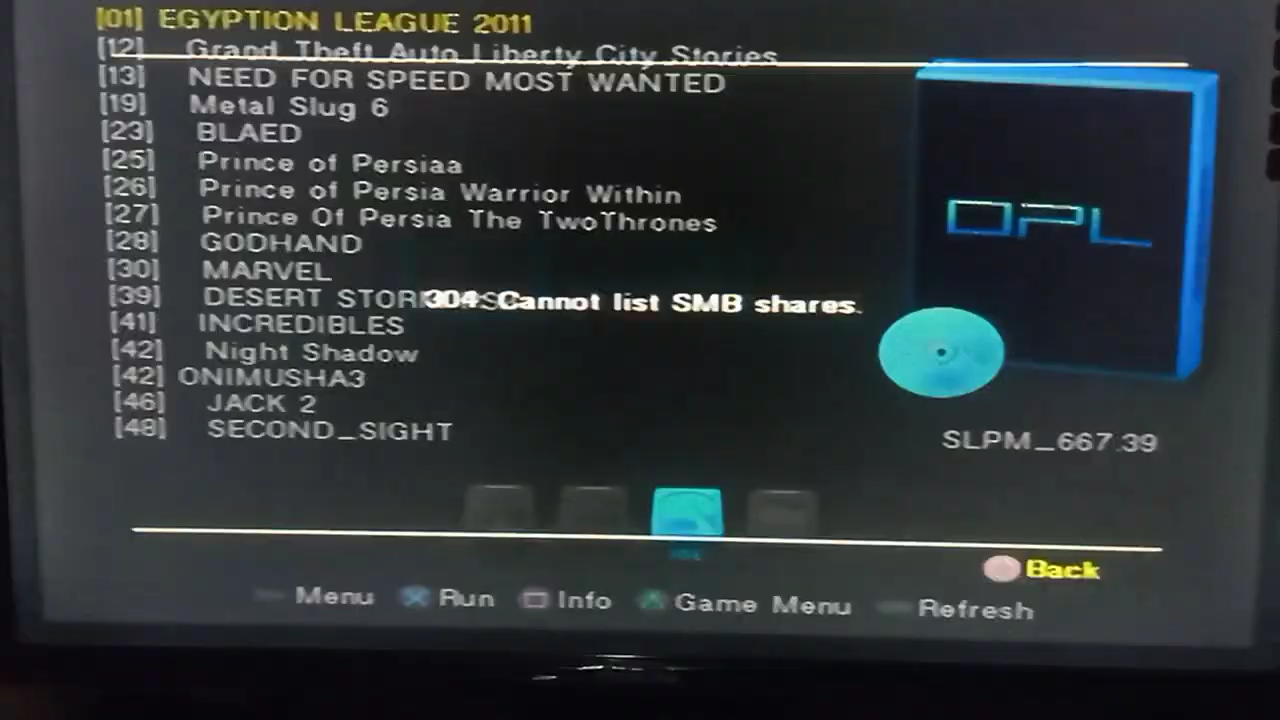 [01] EGYPTION LEAGUE 2011
[12] Grand Theft Auto Liberty City Stories
[13] NEED FOR SPEED MOST WANTED
[19] Metal Slug 6
[23] BLAED
[25] Prince of Persiaa
[26] Prince of Persia Warrior Within
[27] Prince Of Persia The TwoThrones
[28] GODHAND
[30] MARVEL
[39] DESERT
304: Cannot list SMB shares.
[41] INCREDIBLES
[42] Night Shadow
[42] ONIMUSHA3
[46] JACK 2
[48] SECOND_SIGHT
OPL
SLPM_667.39
Back
Menu Run Info Game Menu Refresh